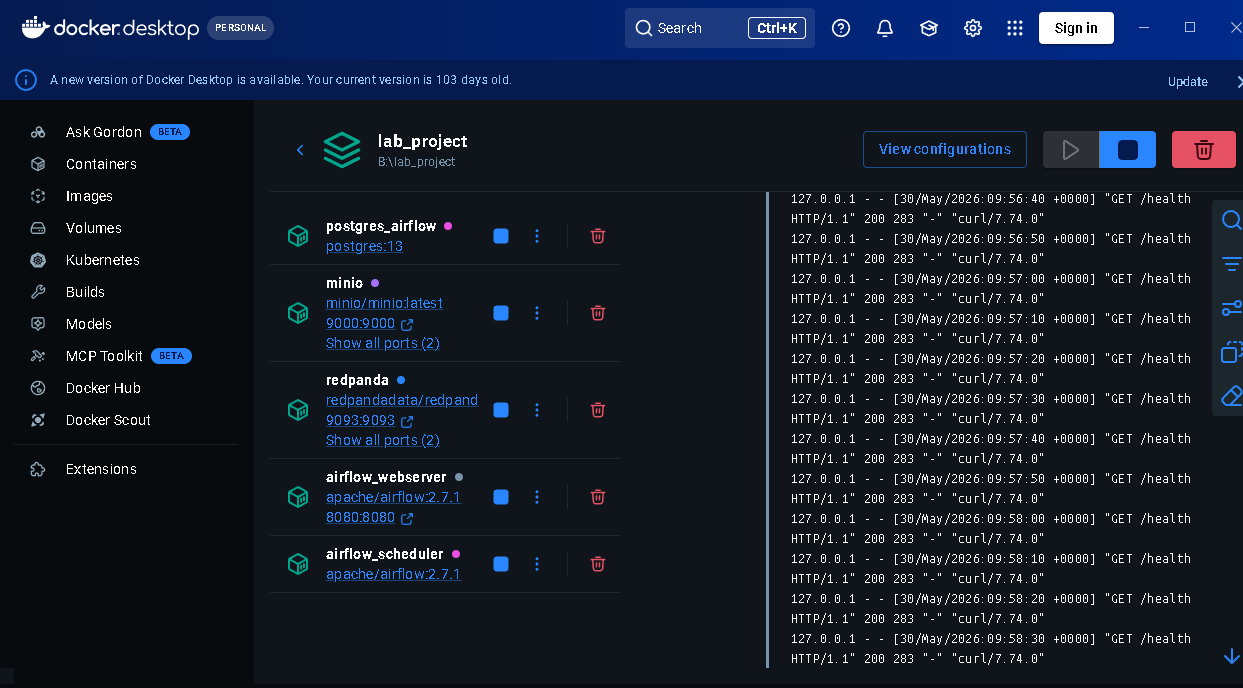 docker.desktop PERSONAL
Search Ctrl+K
Sign in
A new version of Docker Desktop is available. Your current version is 103 days old.
Update
Ask Gordon BETA
Containers
Images
Volumes
Kubernetes
Builds
Models
MCP Toolkit BETA
Docker Hub
Docker Scout
Extensions
lab_project
B:\lab_project
View configurations
postgres_airflow
postgres:13
minio
minio/minio:latest
9000:9000
Show all ports (2)
redpanda
redpandadata/redpand
9093:9093
Show all ports (2)
airflow_webserver
apache/airflow:2.7.1
8080:8080
airflow_scheduler
apache/airflow:2.7.1
127.0.0.1 - - [30/May/2026:09:56:40 +0000] "GET /health
HTTP/1.1" 200 283 "-" "curl/7.74.0"
127.0.0.1 - - [30/May/2026:09:56:50 +0000] "GET /health
HTTP/1.1" 200 283 "-" "curl/7.74.0"
127.0.0.1 - - [30/May/2026:09:57:00 +0000] "GET /health
HTTP/1.1" 200 283 "-" "curl/7.74.0"
127.0.0.1 - - [30/May/2026:09:57:10 +0000] "GET /health
HTTP/1.1" 200 283 "-" "curl/7.74.0"
127.0.0.1 - - [30/May/2026:09:57:20 +0000] "GET /health
HTTP/1.1" 200 283 "-" "curl/7.74.0"
127.0.0.1 - - [30/May/2026:09:57:30 +0000] "GET /health
HTTP/1.1" 200 283 "-" "curl/7.74.0"
127.0.0.1 - - [30/May/2026:09:57:40 +0000] "GET /health
HTTP/1.1" 200 283 "-" "curl/7.74.0"
127.0.0.1 - - [30/May/2026:09:57:50 +0000] "GET /health
HTTP/1.1" 200 283 "-" "curl/7.74.0"
127.0.0.1 - - [30/May/2026:09:58:00 +0000] "GET /health
HTTP/1.1" 200 283 "-" "curl/7.74.0"
127.0.0.1 - - [30/May/2026:09:58:10 +0000] "GET /health
HTTP/1.1" 200 283 "-" "curl/7.74.0"
127.0.0.1 - - [30/May/2026:09:58:20 +0000] "GET /health
HTTP/1.1" 200 283 "-" "curl/7.74.0"
127.0.0.1 - - [30/May/2026:09:58:30 +0000] "GET /health
HTTP/1.1" 200 283 "-" "curl/7.74.0"